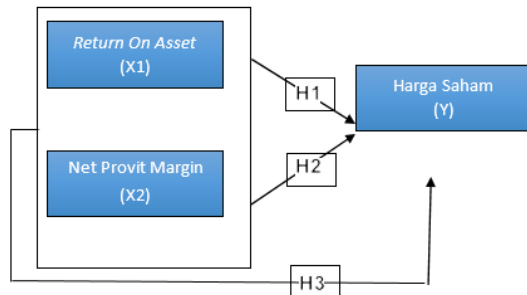 Return On Asset
(X1)
H1
Harga Saham
(Y)
Net Provit Margin
(X2)
H2
H3